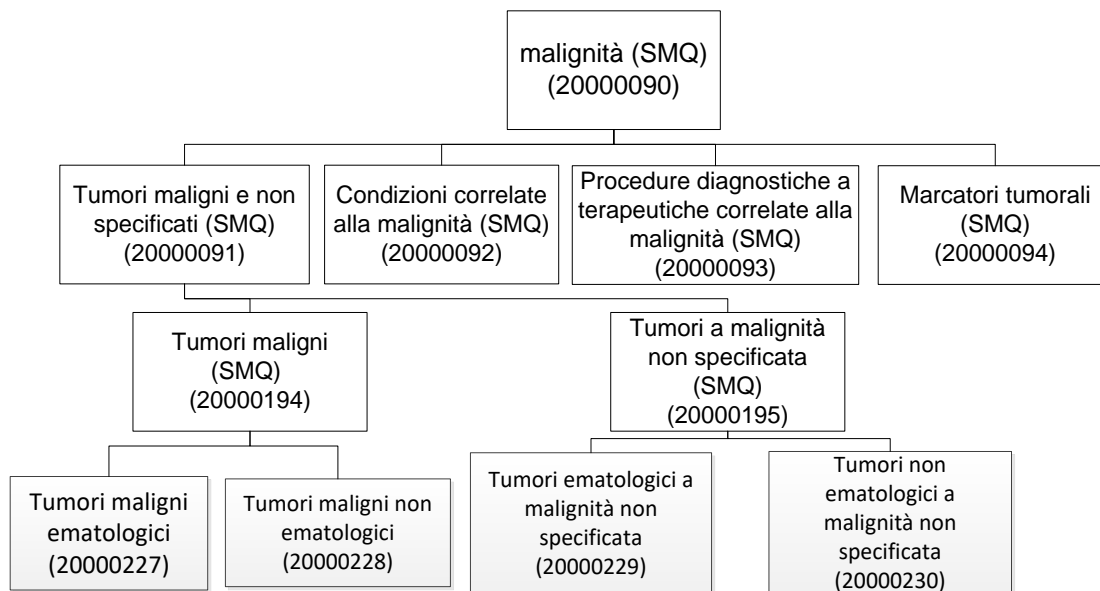 malignità (SMQ)
(20000090)
Tumori maligni e non
specificati (SMQ)
(20000091)
Condizioni correlate
alla malignità (SMQ)
(20000092)
Procedure diagnostiche a
terapeutiche correlate alla
malignità (SMQ)
(20000093)
Marcatori tumorali
(SMQ)
(20000094)
Tumori maligni
(SMQ)
(20000194)
Tumori a malignità
non specificata
(SMQ)
(20000195)
Tumori maligni
ematologici
(20000227)
Tumori maligni non
ematologici
(20000228)
Tumori ematologici a
malignità non
specificata
(20000229)
Tumori non
ematologici a
malignità non
specificata
(20000230)